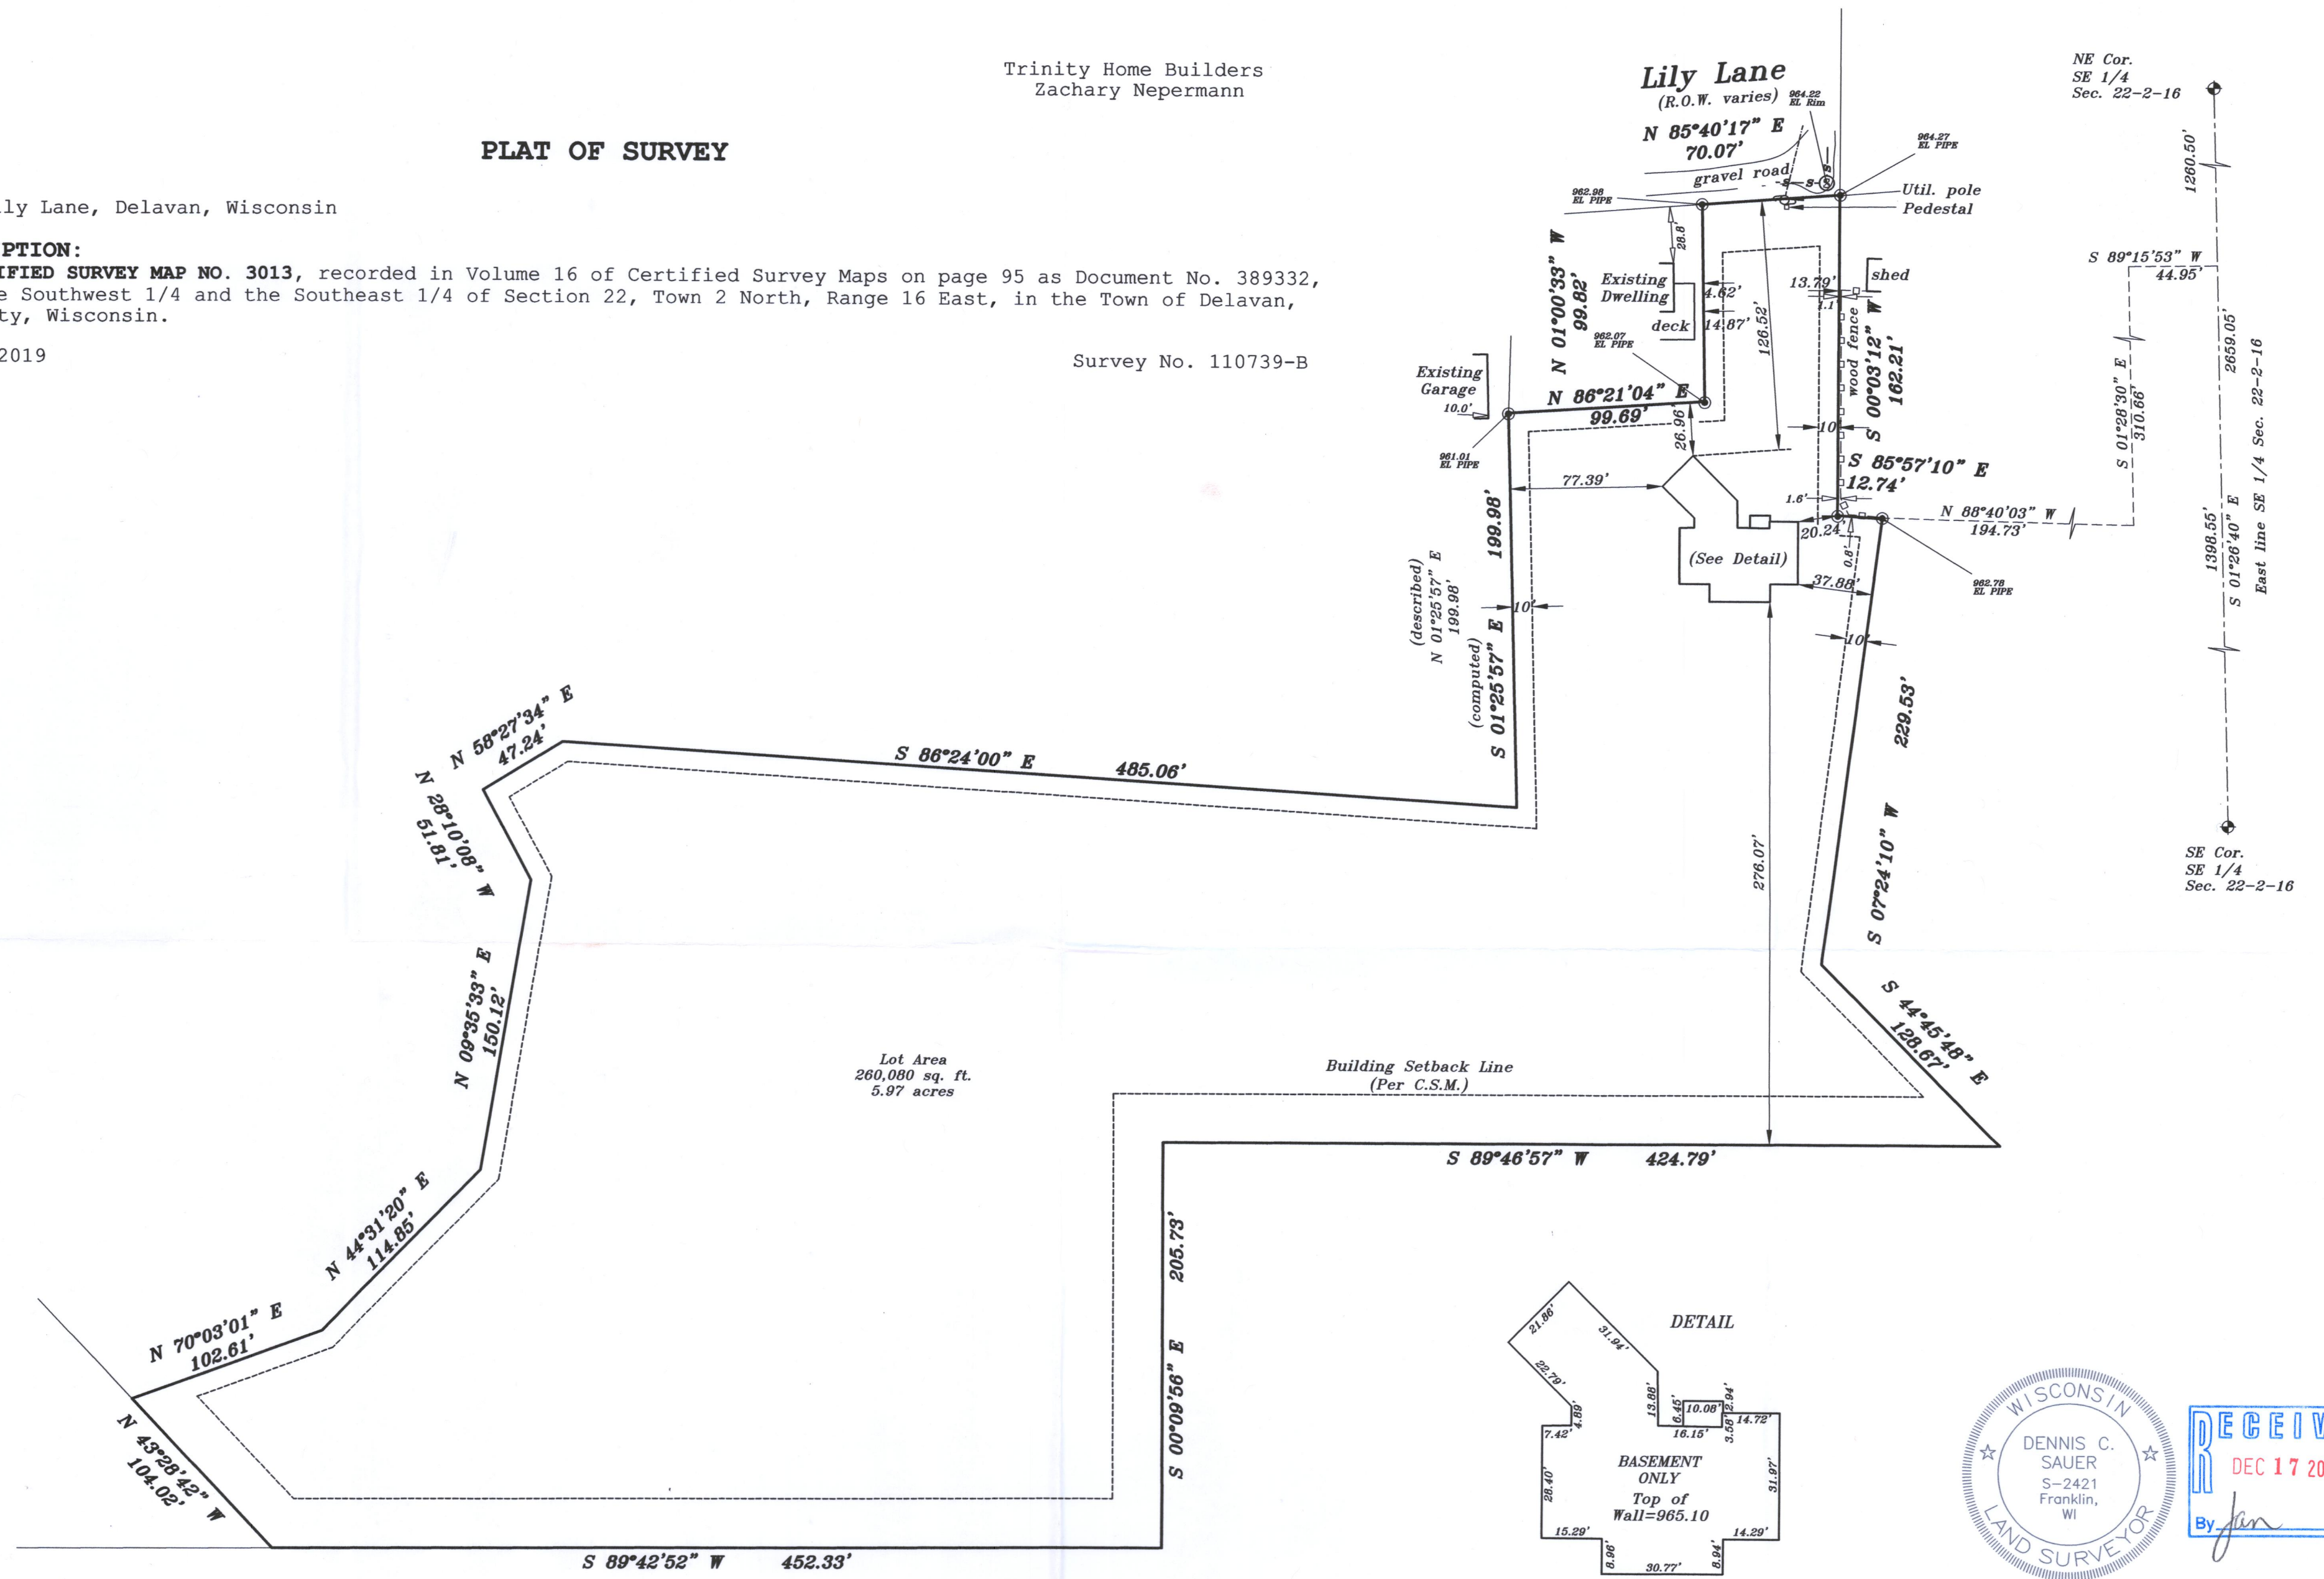 Trinity Home Builders
Zachary Nepermann
PLAT OF SURVEY
Lane, Delavan, Wisconsin
SURVEY MAP NO. 3013, recorded in Volume 16 of Certified Survey Maps on page 95 as Document No. 389332,
Southwest 1/4 and the Southeast 1/4 of Section 22, Town 2 North, Range 16 East, in the Town of Delavan,
Wisconsin.
2019
Survey No. 110739-B
Lily Lane
(R.O.W. varies)
964.22
EL Rim
N 85°40'17" E
70.07'
gravel road
s
s
s
964.27
EL PIPE
962.98
EL PIPE
Util. pole
Pedestal
28.8'
N 01°00'33" W
99.82'
Existing
Dwelling
4.62'
deck
14.87'
126.52'
13.79'
1.1'
shed
wood fence
S 00°03'12" W
162.21'
962.07
EL PIPE
Existing
Garage
10.0'
N 86°21'04" E
99.69'
26.96'
10'
961.01
EL PIPE
77.39'
S 85°57'10" E
12.74'
1.6'
20.24'
0.8'
(See Detail)
37.88'
962.78
EL PIPE
N 88°40'03" W
194.73'
S 01°28'30" E
310.66'
S 89°15'53" W
44.95'
NE Cor.
SE 1/4
Sec. 22-2-16
1260.50'
2659.05'
1398.55'
S 01°26'40" E
East line SE 1/4 Sec. 22-2-16
SE Cor.
SE 1/4
Sec. 22-2-16
(described)
N 01°25'57" E
199.98'
(computed)
S 01°25'57" E 199.98'
10'
10'
S 07°24'10" W 229.53'
276.07'
S 44°45'48" E
128.67'
N 58°27'34" E
47.24'
S 86°24'00" E 485.06'
N 28°10'08" W
51.81'
N 09°35'33" E
150.12'
Lot Area
260,080 sq. ft.
5.97 acres
Building Setback Line
(Per C.S.M.)
S 89°46'57" W 424.79'
N 44°31'20" E
114.85'
N 70°03'01" E
102.61'
N 43°28'42" W
104.02'
S 00°09'56" E 205.73'
S 89°42'52" W 452.33'
DETAIL
21.86'
31.94'
22.79'
4.89'
7.42'
13.88'
6.45'
10.08'
2.94'
16.15'
3.58'
14.72'
28.40'
BASEMENT
ONLY
Top of
Wall=965.10
31.97'
15.29'
14.29'
8.96'
8.94'
30.77'
WISCONSIN
DENNIS C.
SAUER
S-2421
Franklin,
WI
LAND SURVEYOR
DEC 17
By Jan